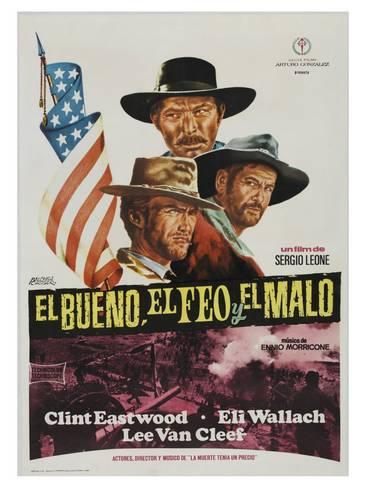 ARTURO GONZALEZ
presenta
un film de
SERGIO LEONE
EL BUENO, EL FEO y EL MALO
música de
ENNIO MORRICONE
Clint Eastwood · Eli Wallach
Lee Van Cleef
ACTORES, DIRECTOR Y MUSICO DE "LA MUERTE TENIA UN PRECIO"